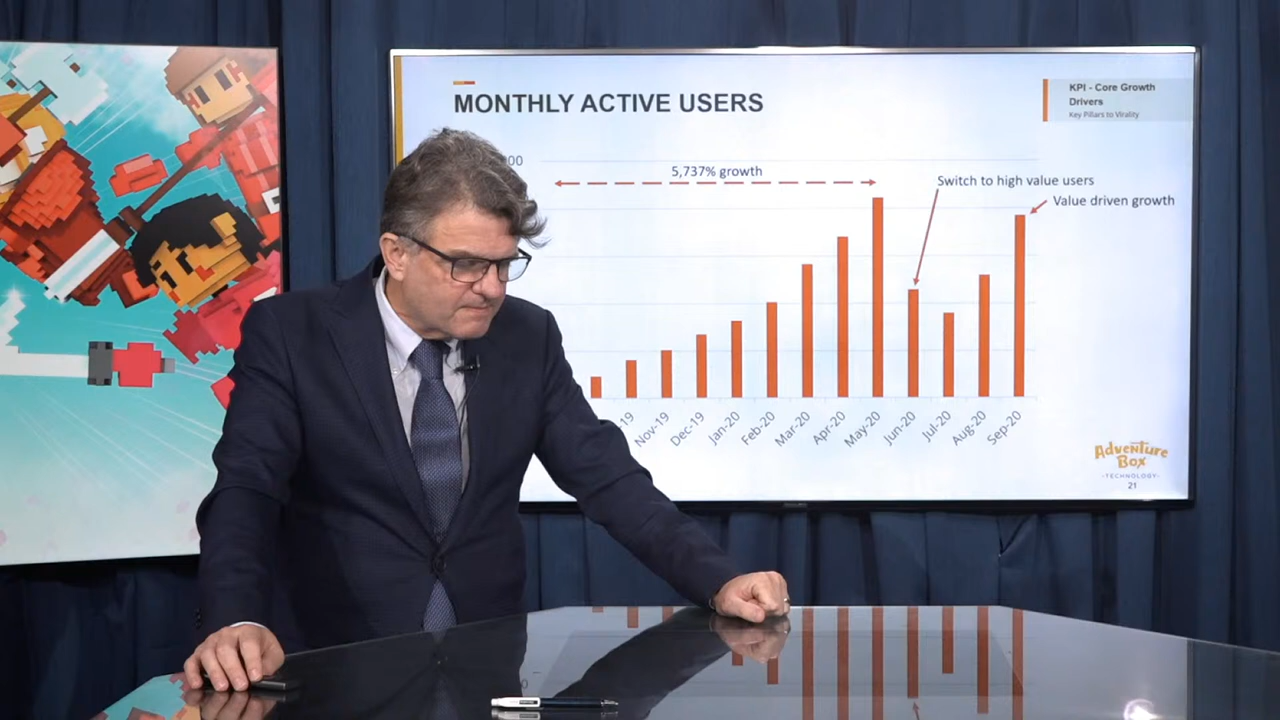 MONTHLY ACTIVE USERS
KPI - Core Growth
Drivers
Key Pillars to Virality
5,737% growth
Switch to high value users
Value driven growth
Nov-19
Dec-19
Jan-20
Feb-20
Mar-20
Apr-20
May-20
Jun-20
Jul-20
Aug-20
Sep-20
Adventure
Box
-TECHNOLOGY-
21